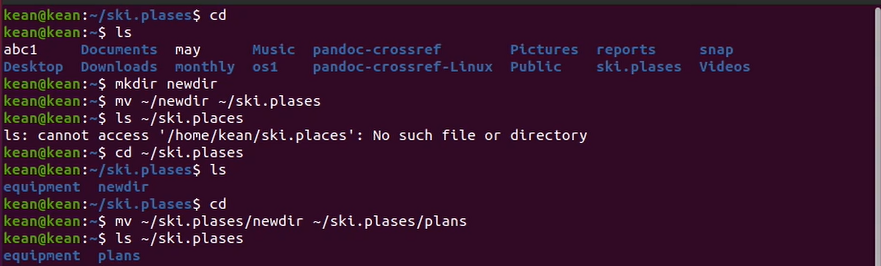 kean@kean:~/ski.plases$ cd
kean@kean:~$ ls
abc1 Documents may Music pandoc-crossref Pictures reports snap
Desktop Downloads monthly os1 pandoc-crossref-Linux Public ski.plases Videos
kean@kean:~$ mkdir newdir
kean@kean:~$ mv ~/newdir ~/ski.plases
kean@kean:~$ ls ~/ski.places
ls: cannot access '/home/kean/ski.places': No such file or directory
kean@kean:~$ cd ~/ski.plases
kean@kean:~/ski.plases$ ls
equipment newdir
kean@kean:~/ski.plases$ cd
kean@kean:~$ mv ~/ski.plases/newdir ~/ski.plases/plans
kean@kean:~$ ls ~/ski.plases
equipment plans